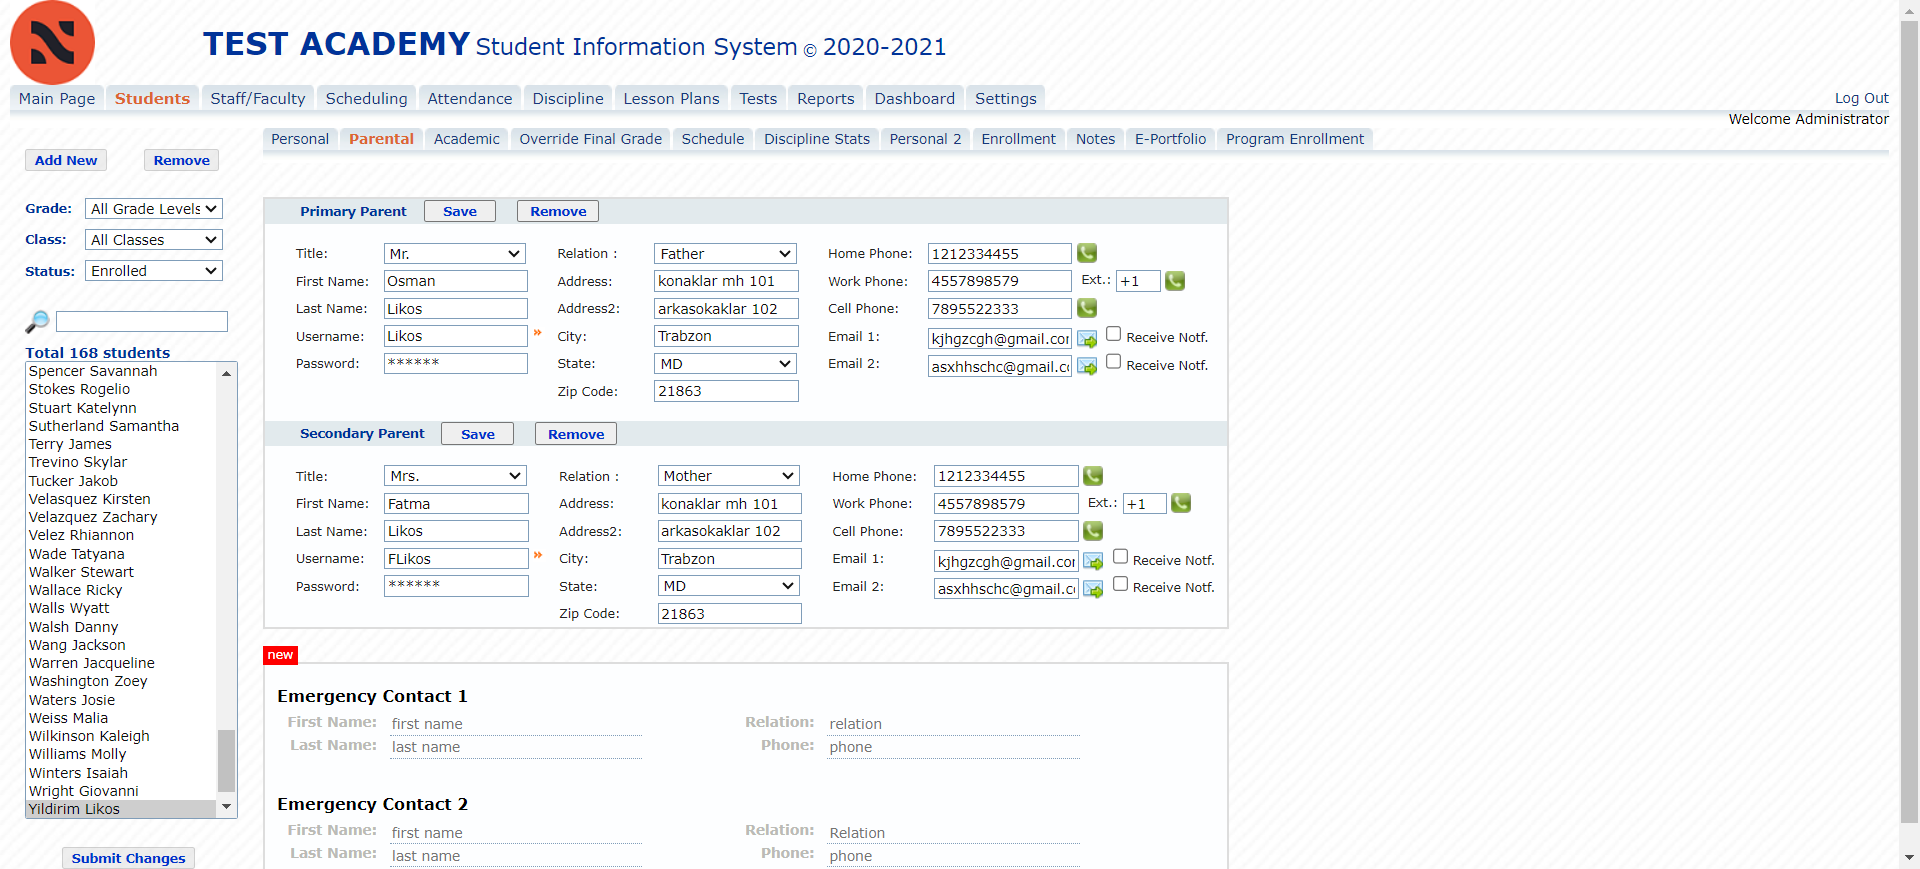 TEST ACADEMY Student Information System © 2020-2021
Main Page Students Staff/Faculty Scheduling Attendance Discipline Lesson Plans Tests Reports Dashboard Settings Log Out
Welcome Administrator
Personal Parental Academic Override Final Grade Schedule Discipline Stats Personal 2 Enrollment Notes E-Portfolio Program Enrollment
Add New Remove
Grade: All Grade Levels
Class: All Classes
Status: Enrolled
Total 168 students
Spencer Savannah
Stokes Rogelio
Stuart Katelynn
Sutherland Samantha
Terry James
Trevino Skylar
Tucker Jakob
Velasquez Kirsten
Velazquez Zachary
Velez Rhiannon
Wade Tatyana
Walker Stewart
Wallace Ricky
Walls Wyatt
Walsh Danny
Wang Jackson
Warren Jacqueline
Washington Zoey
Waters Josie
Weiss Malia
Wilkinson Kaleigh
Williams Molly
Winters Isaiah
Wright Giovanni
Yildirim Likos
Submit Changes
Primary Parent Save Remove
Title: Mr. Relation : Father Home Phone: 1212334455
First Name: Osman Address: konaklar mh 101 Work Phone: 4557898579 Ext.: +1
Last Name: Likos Address2: arkasokaklar 102 Cell Phone: 7895522333
Username: Likos » City: Trabzon Email 1: kjhgzcgh@gmail.cor Receive Notf.
Password: ****** State: MD Email 2: asxhhschc@gmail.cc Receive Notf.
Zip Code: 21863
Secondary Parent Save Remove
Title: Mrs. Relation : Mother Home Phone: 1212334455
First Name: Fatma Address: konaklar mh 101 Work Phone: 4557898579 Ext.: +1
Last Name: Likos Address2: arkasokaklar 102 Cell Phone: 7895522333
Username: FLikos » City: Trabzon Email 1: kjhgzcgh@gmail.cor Receive Notf.
Password: ****** State: MD Email 2: asxhhschc@gmail.cc Receive Notf.
Zip Code: 21863
new
Emergency Contact 1
First Name: first name Relation: relation
Last Name: last name Phone: phone
Emergency Contact 2
First Name: first name Relation: Relation
Last Name: last name Phone: phone